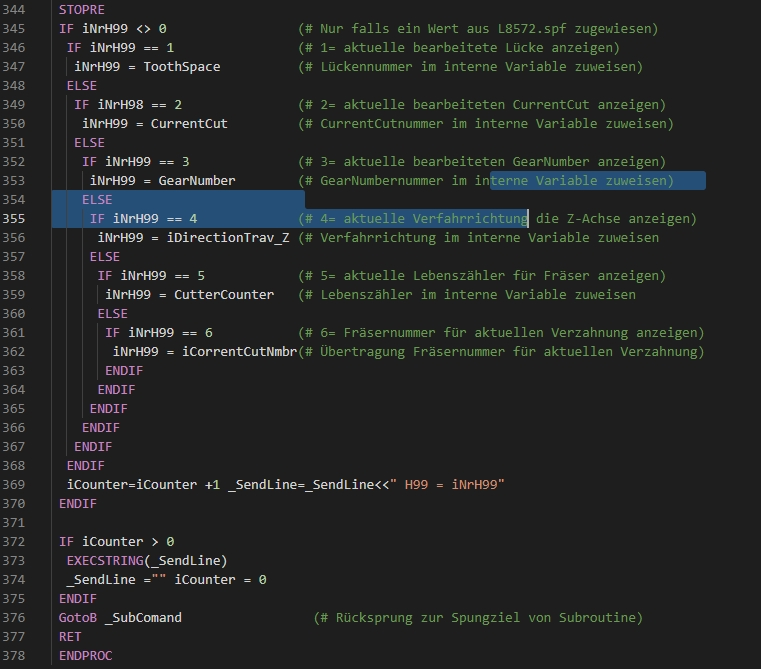 344 STOPRE
345 IF iNrH99 <> 0 (# Nur falls ein Wert aus L8572.spf zugewiesen)
346 IF iNrH99 == 1 (# 1= aktuelle bearbeitete Lücke anzeigen)
347 iNrH99 = ToothSpace (# Lückennummer im interne Variable zuweisen)
348 ELSE
349 IF iNrH98 == 2 (# 2= aktuelle bearbeiteten CurrentCut anzeigen)
350 iNrH99 = CurrentCut (# CurrentCutnummer im interne Variable zuweisen)
351 ELSE
352 IF iNrH99 == 3 (# 3= aktuelle bearbeiteten GearNumber anzeigen)
353 iNrH99 = GearNumber (# GearNumbernummer im interne Variable zuweisen)
354 ELSE
355 IF iNrH99 == 4 (# 4= aktuelle Verfahrrichtung die Z-Achse anzeigen)
356 iNrH99 = iDirectionTrav_Z (# Verfahrrichtung im interne Variable zuweisen
357 ELSE
358 IF iNrH99 == 5 (# 5= aktuelle Lebenszähler für Fräser anzeigen)
359 iNrH99 = CutterCounter (# Lebenszähler im interne Variable zuweisen
360 ELSE
361 IF iNrH99 == 6 (# 6= Fräsernummer für aktuellen Verzahnung anzeigen)
362 iNrH99 = iCorrentCutNmbr(# Übertragung Fräsernummer für aktuellen Verzahnung)
363 ENDIF
364 ENDIF
365 ENDIF
366 ENDIF
367 ENDIF
368 ENDIF
369 iCounter=iCounter +1 _SendLine=_SendLine<<" H99 = iNrH99"
370 ENDIF
371
372 IF iCounter > 0
373 EXECSTRING(_SendLine)
374 _SendLine ="" iCounter = 0
375 ENDIF
376 GotoB _SubComand (# Rücksprung zur Spungziel von Subroutine)
377 RET
378 ENDPROC